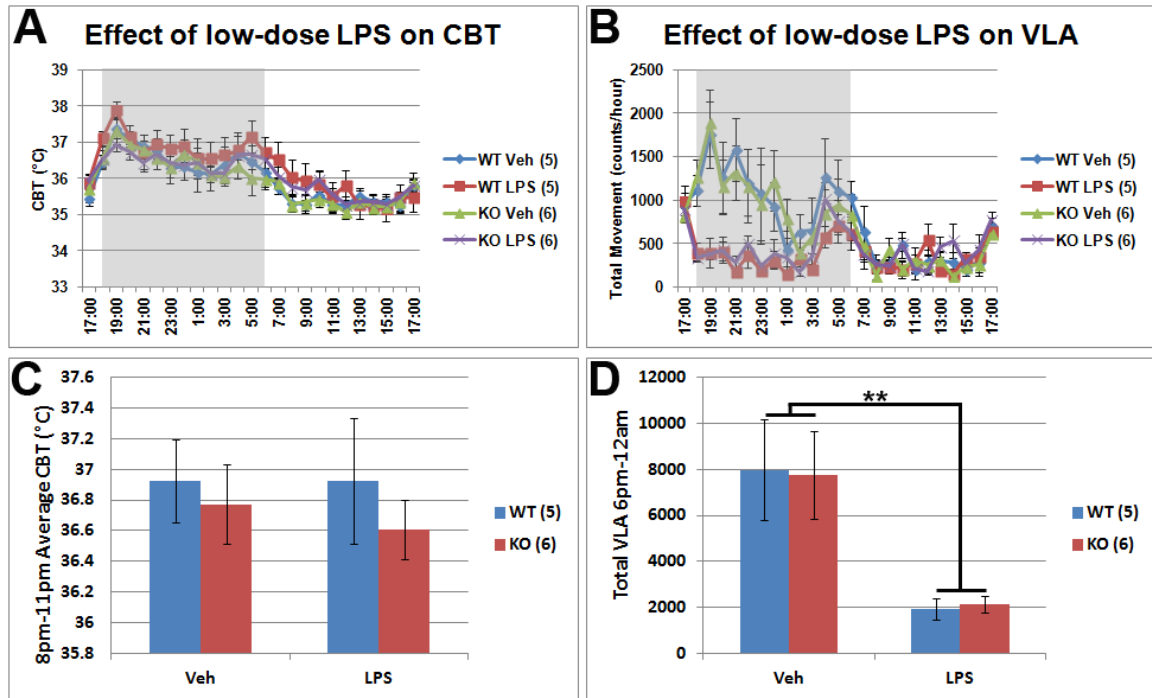 A Effect of low-dose LPS on CBT
39
38
37
36
35
34
33
CBT (°C)
17:00 19:00 21:00 23:00 1:00 3:00 5:00 7:00 9:00 11:00 13:00 15:00 17:00
WT Veh (5)
WT LPS (5)
KO Veh (6)
KO LPS (6)
B Effect of low-dose LPS on VLA
2500
2000
1500
1000
500
0
Total Movement (counts/hour)
17:00 19:00 21:00 23:00 1:00 3:00 5:00 7:00 9:00 11:00 13:00 15:00 17:00
WT Veh (5)
WT LPS (5)
KO Veh (6)
KO LPS (6)
C
37.6
37.4
37.2
37
36.8
36.6
36.4
36.2
36
35.8
8pm-11pm Average CBT (°C)
Veh LPS
WT (5)
KO (6)
D
12000
10000
8000
6000
4000
2000
0
Total VLA 6pm-12am
**
Veh LPS
WT (5)
KO (6)